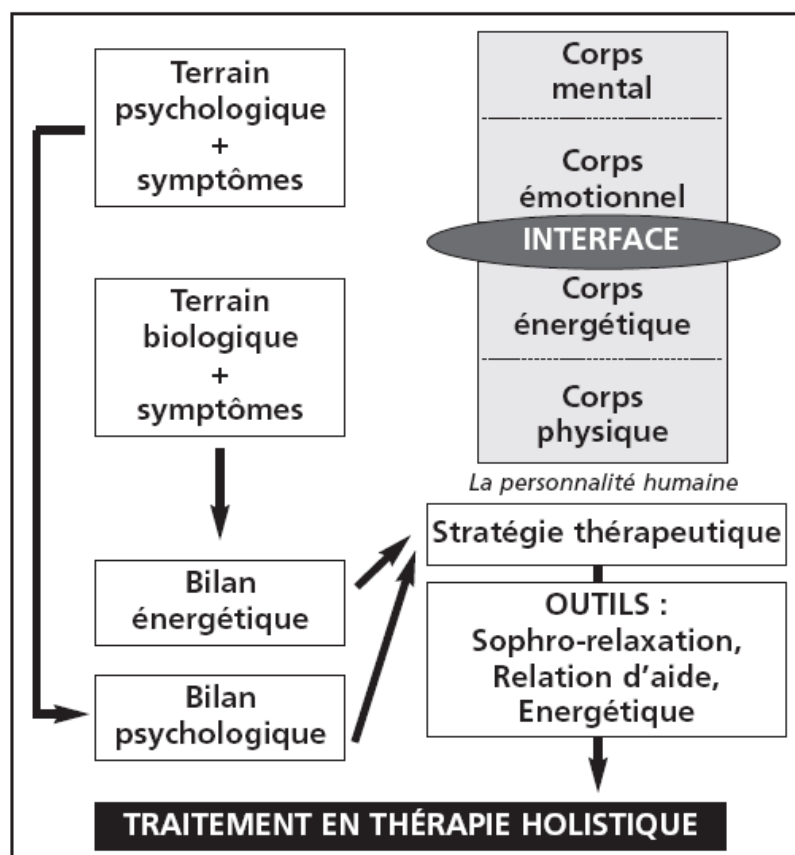 Terrain
psychologique
+
symptômes
Terrain
biologique
+
symptômes
Bilan
énergétique
Bilan
psychologique
Corps
mental
Corps
émotionnel
INTERFACE
Corps
énergétique
Corps
physique
La personnalité humaine
Stratégie thérapeutique
OUTILS :
Sophro-relaxation,
Relation d’aide,
Energétique
TRAITEMENT EN THÉRAPIE HOLISTIQUE